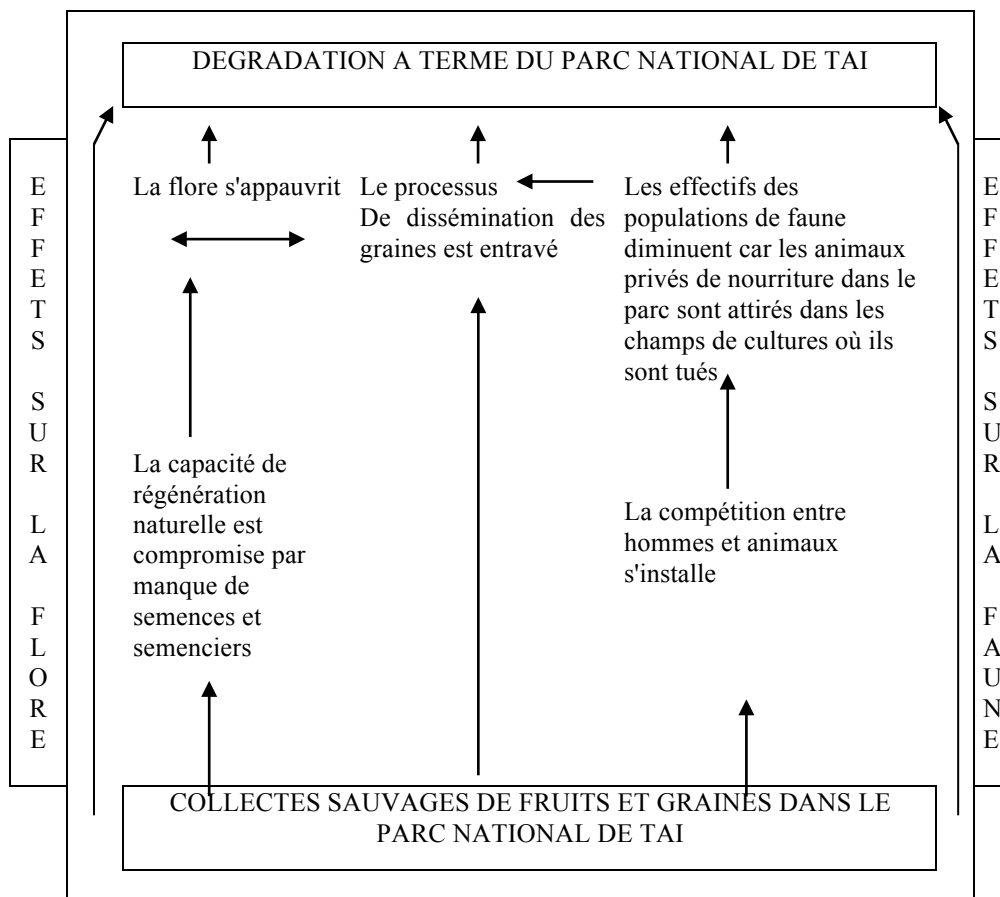 DEGRADATION A TERME DU PARC NATIONAL DE TAI
EFFETS SUR LA FLORE
La flore s'appauvrit
La capacité de
régénération
naturelle est
compromise par
manque de
semences et
semenciers
Le processus
De dissémination des
graines est entravé
Les effectifs des
populations de faune
diminuent car les animaux
privés de nourriture dans le
parc sont attirés dans les
champs de cultures où ils
sont tués
La compétition entre
hommes et animaux
s'installe
EFFETS SUR LA FAUNE
COLLECTES SAUVAGES DE FRUITS ET GRAINES DANS LE
PARC NATIONAL DE TAI